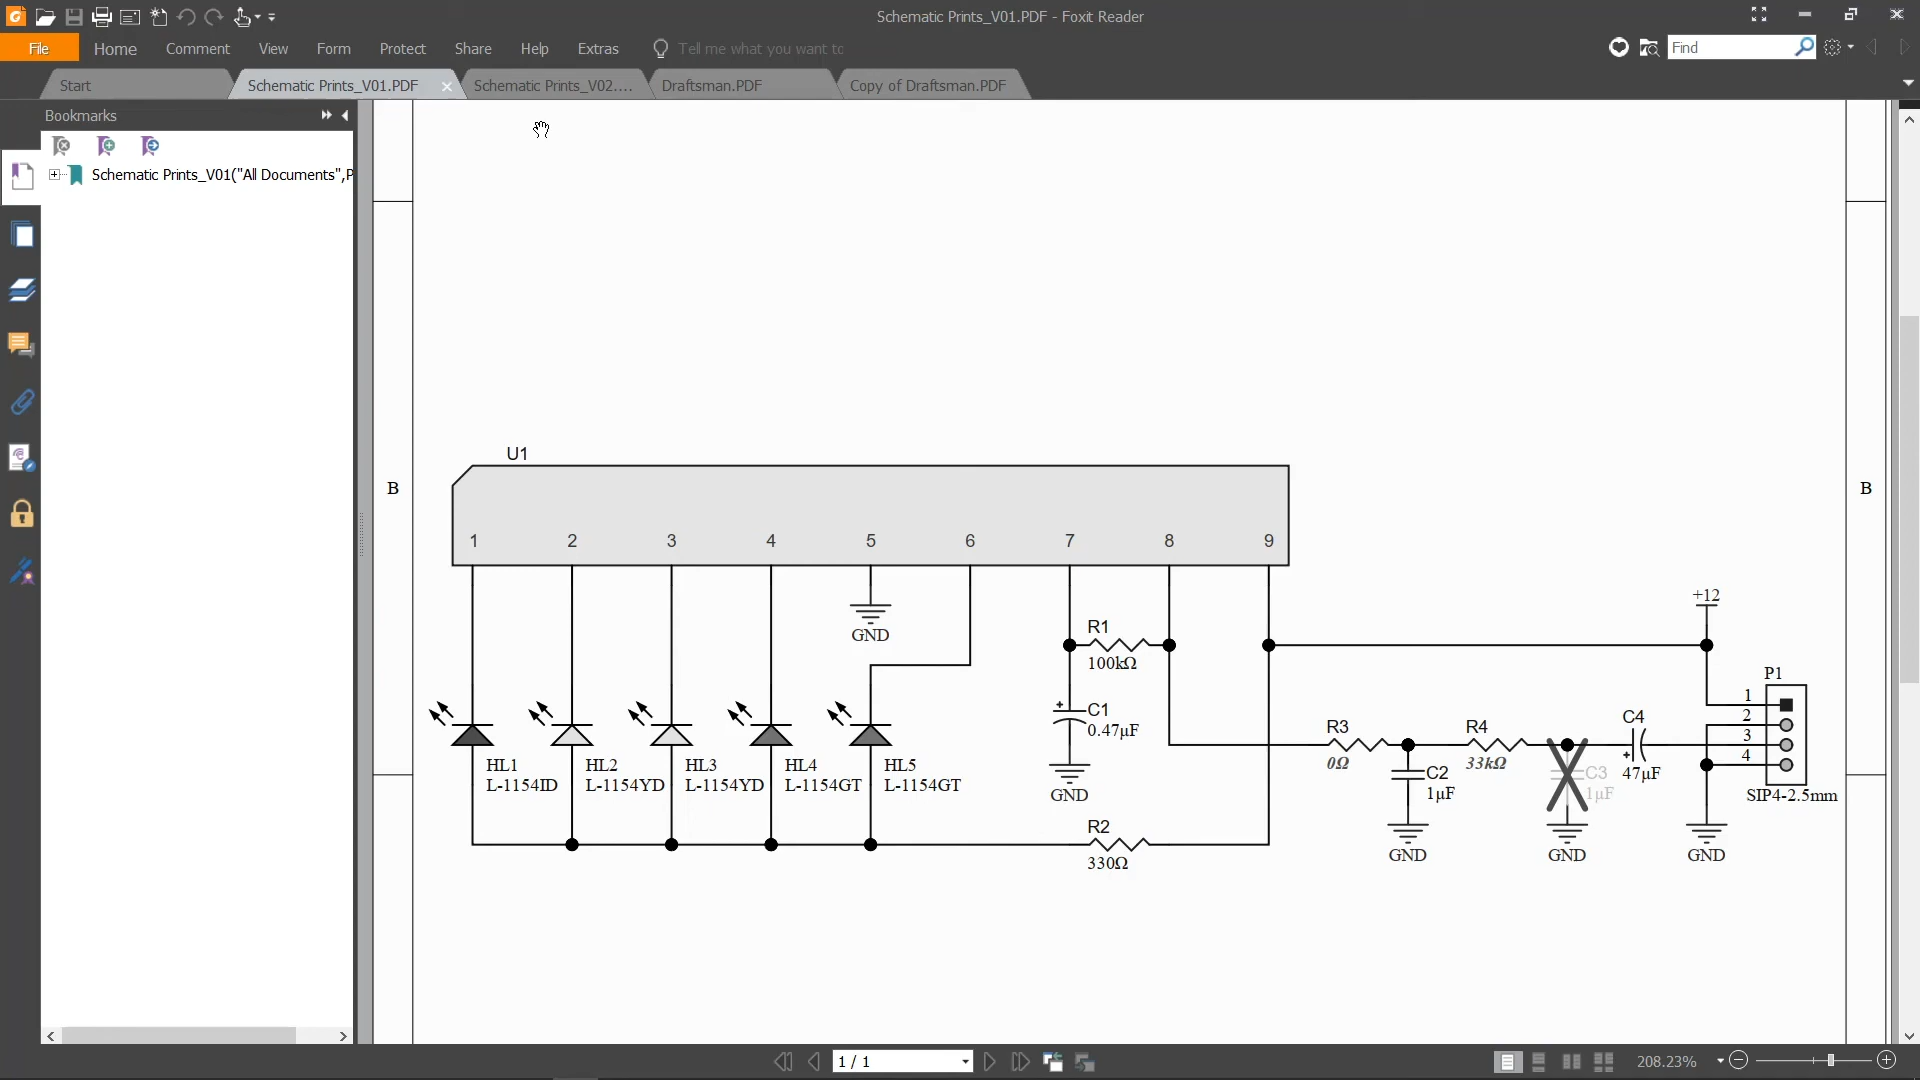 Schematic Prints_V01.PDF - Foxit Reader
File Home Comment View Form Protect Share Help Extras Tell me what you want to Find
Start Schematic Prints_V01.PDF Schematic Prints_V02.... Draftsman.PDF Copy of Draftsman.PDF
Bookmarks
Schematic Prints_V01("All Documents",P
U1
B B
1 2 3 4 5 6 7 8 9
+12
GND
R1
100kΩ
P1
1
2
3
4
C1
0.47µF
R3
0Ω
R4
33kΩ
C4
47µF
C2
1µF
C3
1µF
HL1 HL2 HL3 HL4 HL5
L-1154ID L-1154YD L-1154YD L-1154GT L-1154GT
GND
SIP4-2.5mm
R2
330Ω
GND GND GND
1 / 1
208.23%